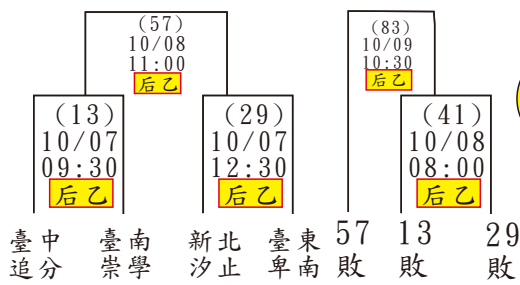 (57)
10/08
11:00
后乙
(83)
10/09
10:30
后乙
(13)
10/07
09:30
后乙
(29)
10/07
12:30
后乙
(41)
10/08
08:00
后乙
臺中
追分
臺南
崇學
新北
汐止
臺東
卑南
57
敗
13
敗
29
敗